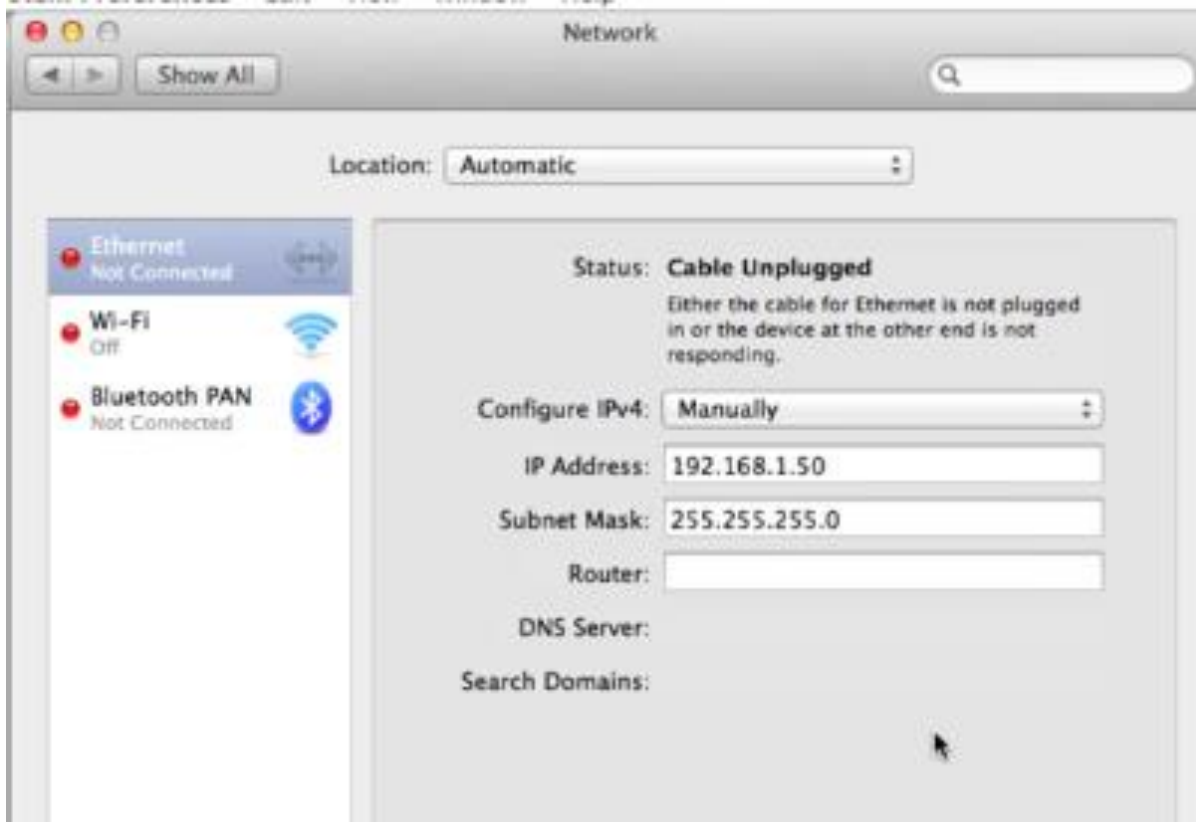 Network
Show All
Location: Automatic
Ethernet
Not Connected
Wi-Fi
Off
Bluetooth PAN
Not Connected
Status: Cable Unplugged
Either the cable for Ethernet is not plugged
in or the device at the other end is not
responding.
Configure IPv4: Manually
IP Address: 192.168.1.50
Subnet Mask: 255.255.255.0
Router:
DNS Server:
Search Domains: